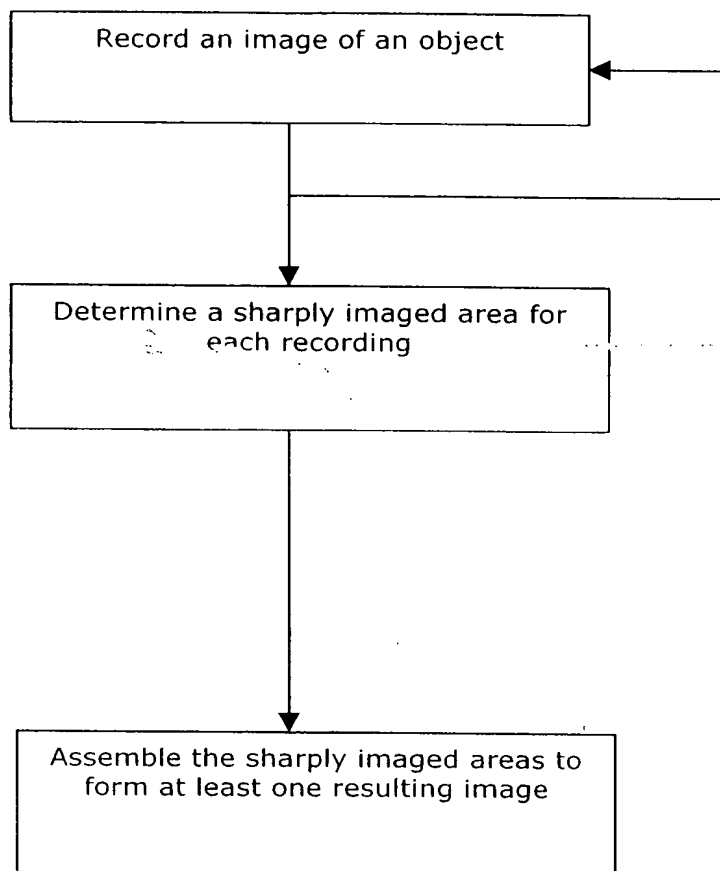 Record an image of an object
Determine a sharply imaged area for
each recording
Assemble the sharply imaged areas to
form at least one resulting image